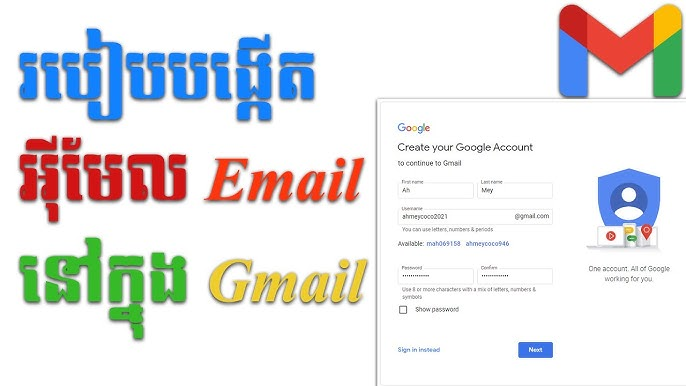 របៀបបង្កើត
អ៊ីមែល Email
នៅក្នុង Gmail
Google
Create your Google Account
to continue to Gmail
First name
Last name
Ah
Mey
Username
ahmeycoco2021
@gmail.com
You can use letters, numbers & periods
Available: mah069158 ahmeycoco946
Password
Confirm
Use 8 or more characters with a mix of letters, numbers &
symbols
Show password
Sign in instead
Next
One account. All of Google
working for you.